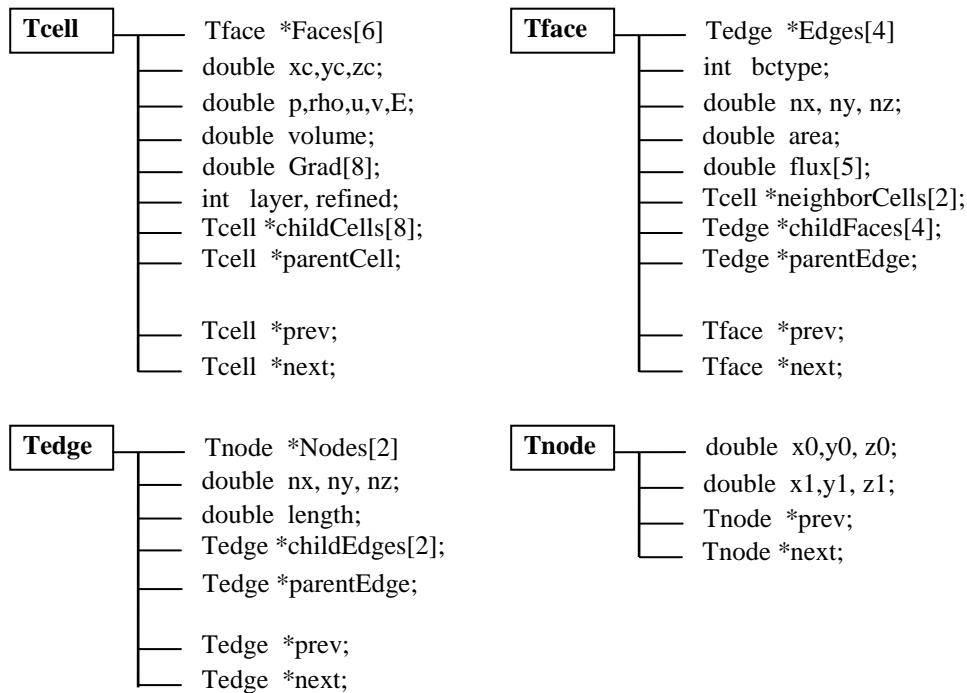 Tcell
Tface *Faces[6]
double xc,yc,zc;
double p,rho,u,v,E;
double volume;
double Grad[8];
int layer, refined;
Tcell *childCells[8];
Tcell *parentCell;
Tcell *prev;
Tcell *next;
Tface
Tedge *Edges[4]
int bctype;
double nx, ny, nz;
double area;
double flux[5];
Tcell *neighborCells[2];
Tedge *childFaces[4];
Tedge *parentEdge;
Tface *prev;
Tface *next;
Tedge
Tnode *Nodes[2]
double nx, ny, nz;
double length;
Tedge *childEdges[2];
Tedge *parentEdge;
Tedge *prev;
Tedge *next;
Tnode
double x0,y0, z0;
double x1,y1, z1;
Tnode *prev;
Tnode *next;